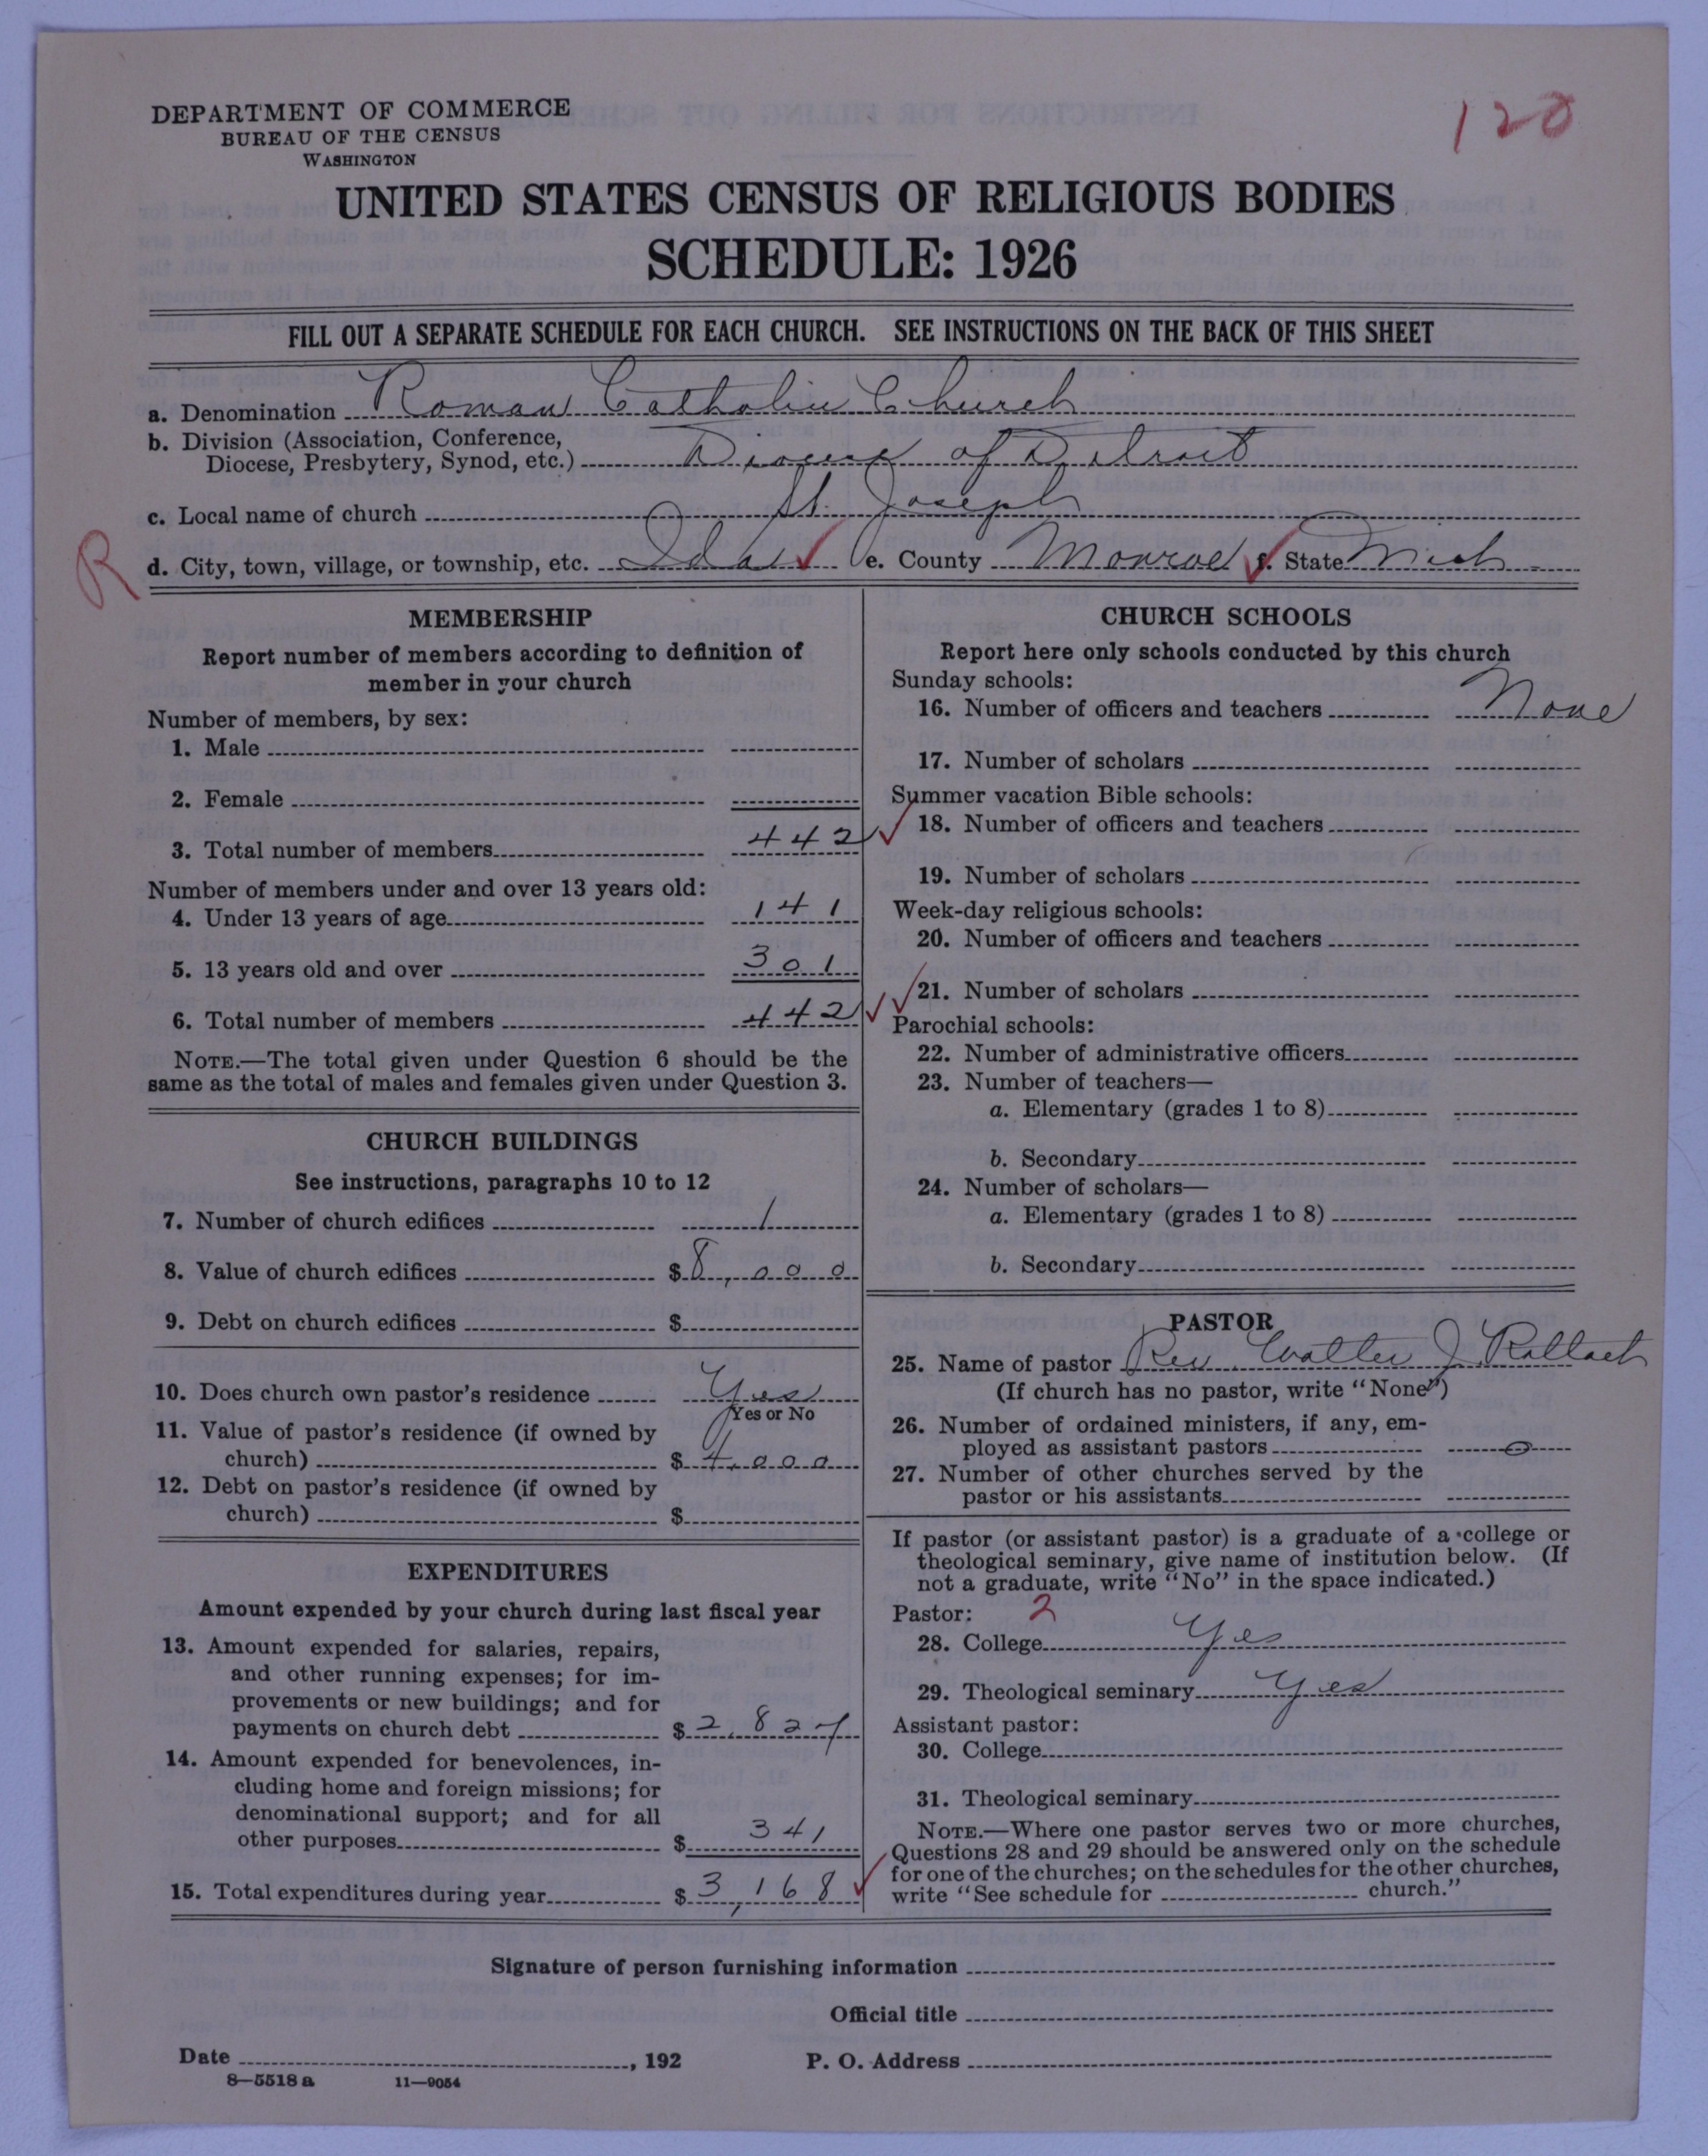 120
DEPARTMENT OF COMMERCE
BUREAU OF THE CENSUS
WASHINGTON
UNITED STATES CENSUS OF RELIGIOUS BODIES
SCHEDULE: 1926
FILL OUT A SEPARATE SCHEDULE FOR EACH CHURCH. SEE INSTRUCTIONS ON THE BACK OF THIS SHEET
a. Denomination Roman Catholic Church
b. Division (Association, Conference,
Diocese, Presbytery, Synod, etc.) Diocese of Detroit
c. Local name of church St. Joseph
R d. City, town, village, or township, etc. Ida ✓ e. County Monroe ✓ f. State Mich
MEMBERSHIP
Report number of members according to definition of
member in your church
Number of members, by sex:
1. Male
2. Female
3. Total number of members 442 ✓
Number of members under and over 13 years old:
4. Under 13 years of age 141
5. 13 years old and over 301
6. Total number of members 442 ✓✓
NOTE.—The total given under Question 6 should be the
same as the total of males and females given under Question 3.
CHURCH BUILDINGS
See instructions, paragraphs 10 to 12
7. Number of church edifices 1
8. Value of church edifices $ 8,000
9. Debt on church edifices $
10. Does church own pastor's residence Yes
Yes or No
11. Value of pastor's residence (if owned by
church) $ 4,000
12. Debt on pastor's residence (if owned by
church) $
EXPENDITURES
Amount expended by your church during last fiscal year
13. Amount expended for salaries, repairs,
and other running expenses; for im-
provements or new buildings; and for
payments on church debt $ 2,827
14. Amount expended for benevolences, in-
cluding home and foreign missions; for
denominational support; and for all
other purposes $ 341
15. Total expenditures during year $ 3,168 ✓
CHURCH SCHOOLS
Report here only schools conducted by this church
Sunday schools:
16. Number of officers and teachers None
17. Number of scholars
Summer vacation Bible schools:
18. Number of officers and teachers
19. Number of scholars
Week-day religious schools:
20. Number of officers and teachers
21. Number of scholars
Parochial schools:
22. Number of administrative officers
23. Number of teachers—
a. Elementary (grades 1 to 8)
b. Secondary
24. Number of scholars—
a. Elementary (grades 1 to 8)
b. Secondary
PASTOR
25. Name of pastor Rev. Walter J.
(If church has no pastor, write "None")
26. Number of ordained ministers, if any, em-
ployed as assistant pastors 0
27. Number of other churches served by the
pastor or his assistants
If pastor (or assistant pastor) is a graduate of a college or
theological seminary, give name of institution below. (If
not a graduate, write "No" in the space indicated.)
Pastor: 2
28. College Yes
29. Theological seminary Yes
Assistant pastor:
30. College
31. Theological seminary
NOTE.—Where one pastor serves two or more churches,
Questions 28 and 29 should be answered only on the schedule
for one of the churches; on the schedules for the other churches,
write "See schedule for church."
Signature of person furnishing information
Official title
Date , 192 P. O. Address
8—5518 a 11—9054